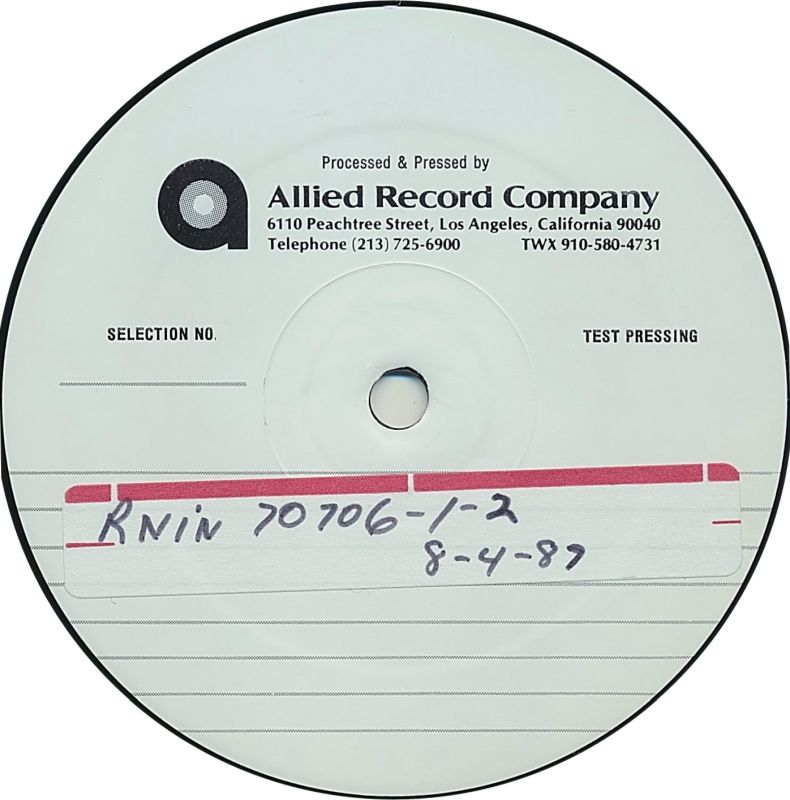 Processed & Pressed by
a
Allied Record Company
6110 Peachtree Street, Los Angeles, California 90040
Telephone (213) 725-6900 TWX 910-580-4731
SELECTION NO. TEST PRESSING
RNIN 70706-1-2
8-4-87